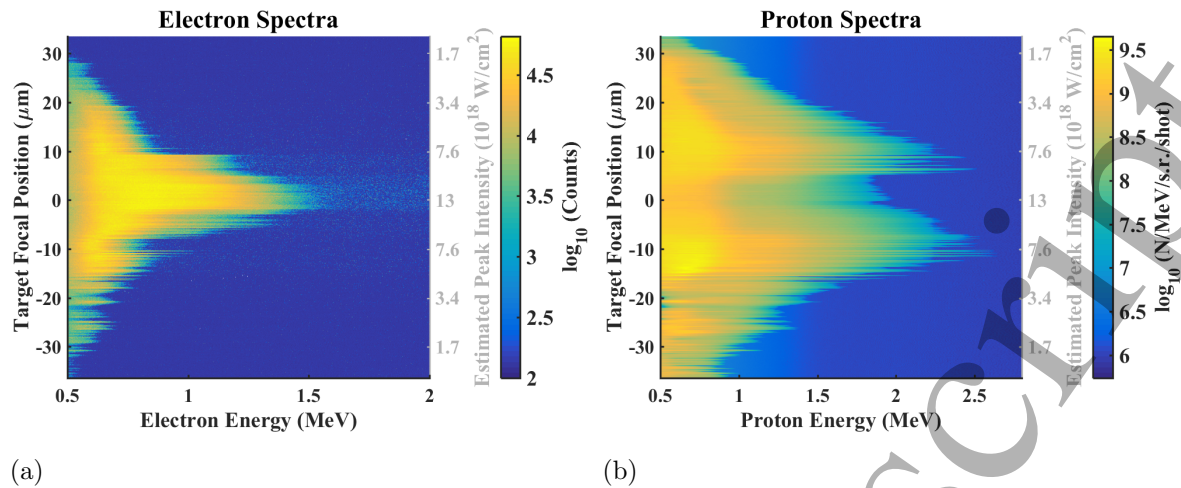 Electron Spectra
30
20
10
0
-10
-20
-30
Target Focal Position (μm)
0.5 1 1.5 2
Electron Energy (MeV)
1.7
3.4
7.6
13
7.6
3.4
1.7
Estimated Peak Intensity (10^18 W/cm^2)
4.5
4
3.5
3
2.5
2
log_10 (Counts)
(a)
Proton Spectra
30
20
10
0
-10
-20
-30
Target Focal Position (μm)
0.5 1 1.5 2 2.5
Proton Energy (MeV)
1.7
3.4
7.6
13
7.6
3.4
1.7
Estimated Peak Intensity (10^18 W/cm^2)
9.5
9
8.5
8
7.5
7
6.5
6
log_10 (N/MeV/s.r./shot)
(b)
script